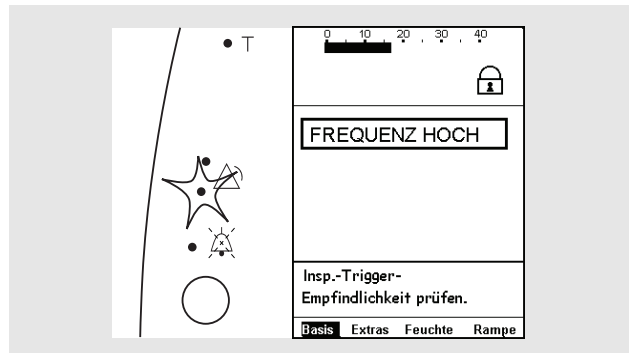 0 10 20 30 40
T
FREQUENZ HOCH
Insp.-Trigger-
Empfindlichkeit prüfen.
Basis Extras Feuchte Rampe